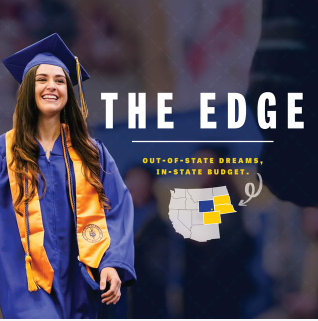 THE EDGE
OUT-OF-STATE DREAMS,
IN-STATE BUDGET.